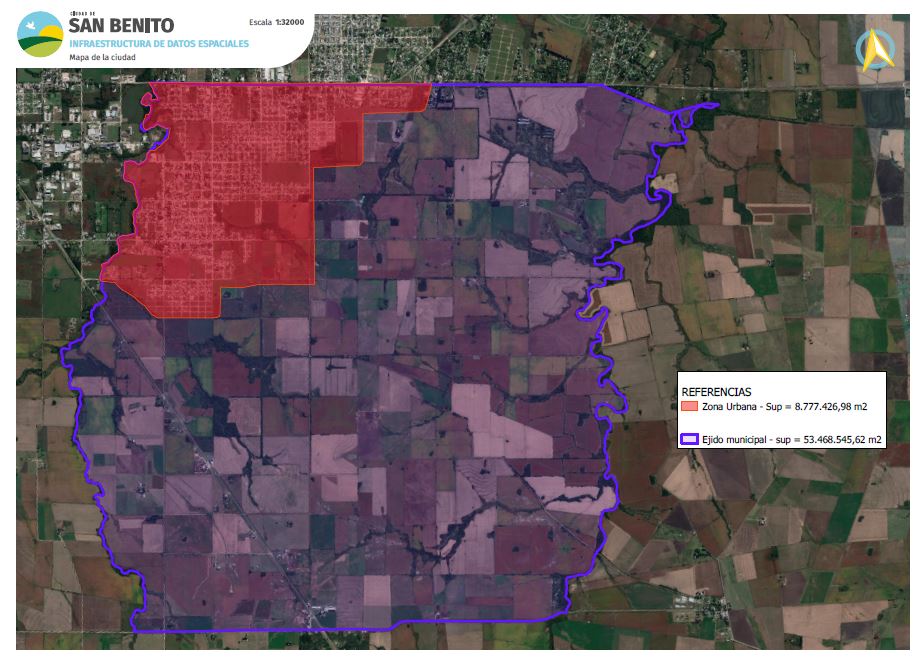 CIUDAD DE
SAN BENITO
INFRAESTRUCTURA DE DATOS ESPACIALES
Mapa de la ciudad
Escala 1:32000
REFERENCIAS
Zona Urbana - Sup = 8.777.426,98 m2
Ejido municipal - sup = 53.468.545,62 m2